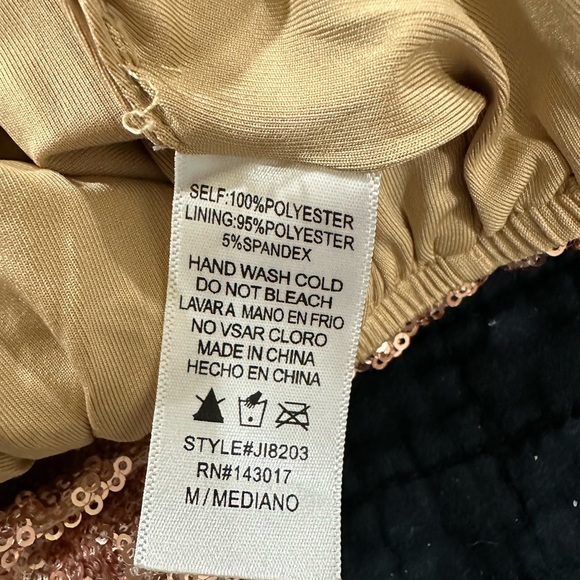 SELF:100%POLYESTER
LINING:95%POLYESTER
5%SPANDEX
HAND WASH COLD
DO NOT BLEACH
LAVAR A MANO EN FRIO
NO VSAR CLORO
MADE IN CHINA
HECHO EN CHINA
STYLE#JI8203
RN#143017
M/MEDIANO